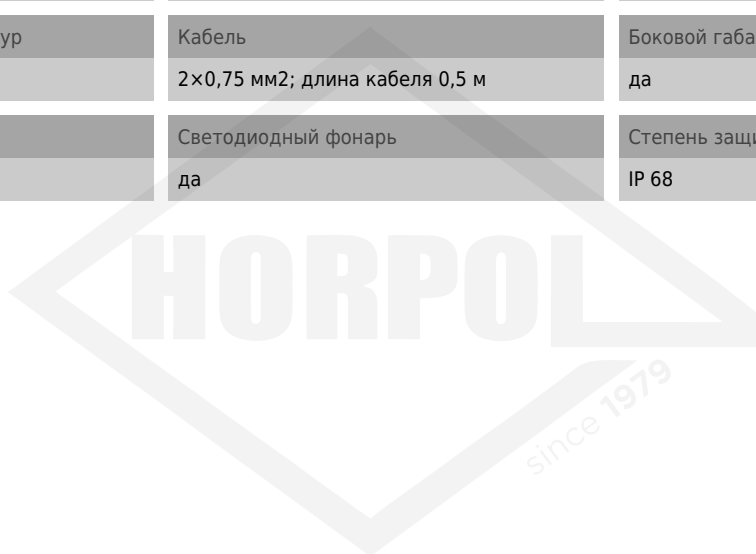 ур
Кабель
Боковой габа
2×0,75 мм2; длина кабеля 0,5 м
да
Светодиодный фонарь
Степень защи
да
IP 68
HORPOL
since 1979